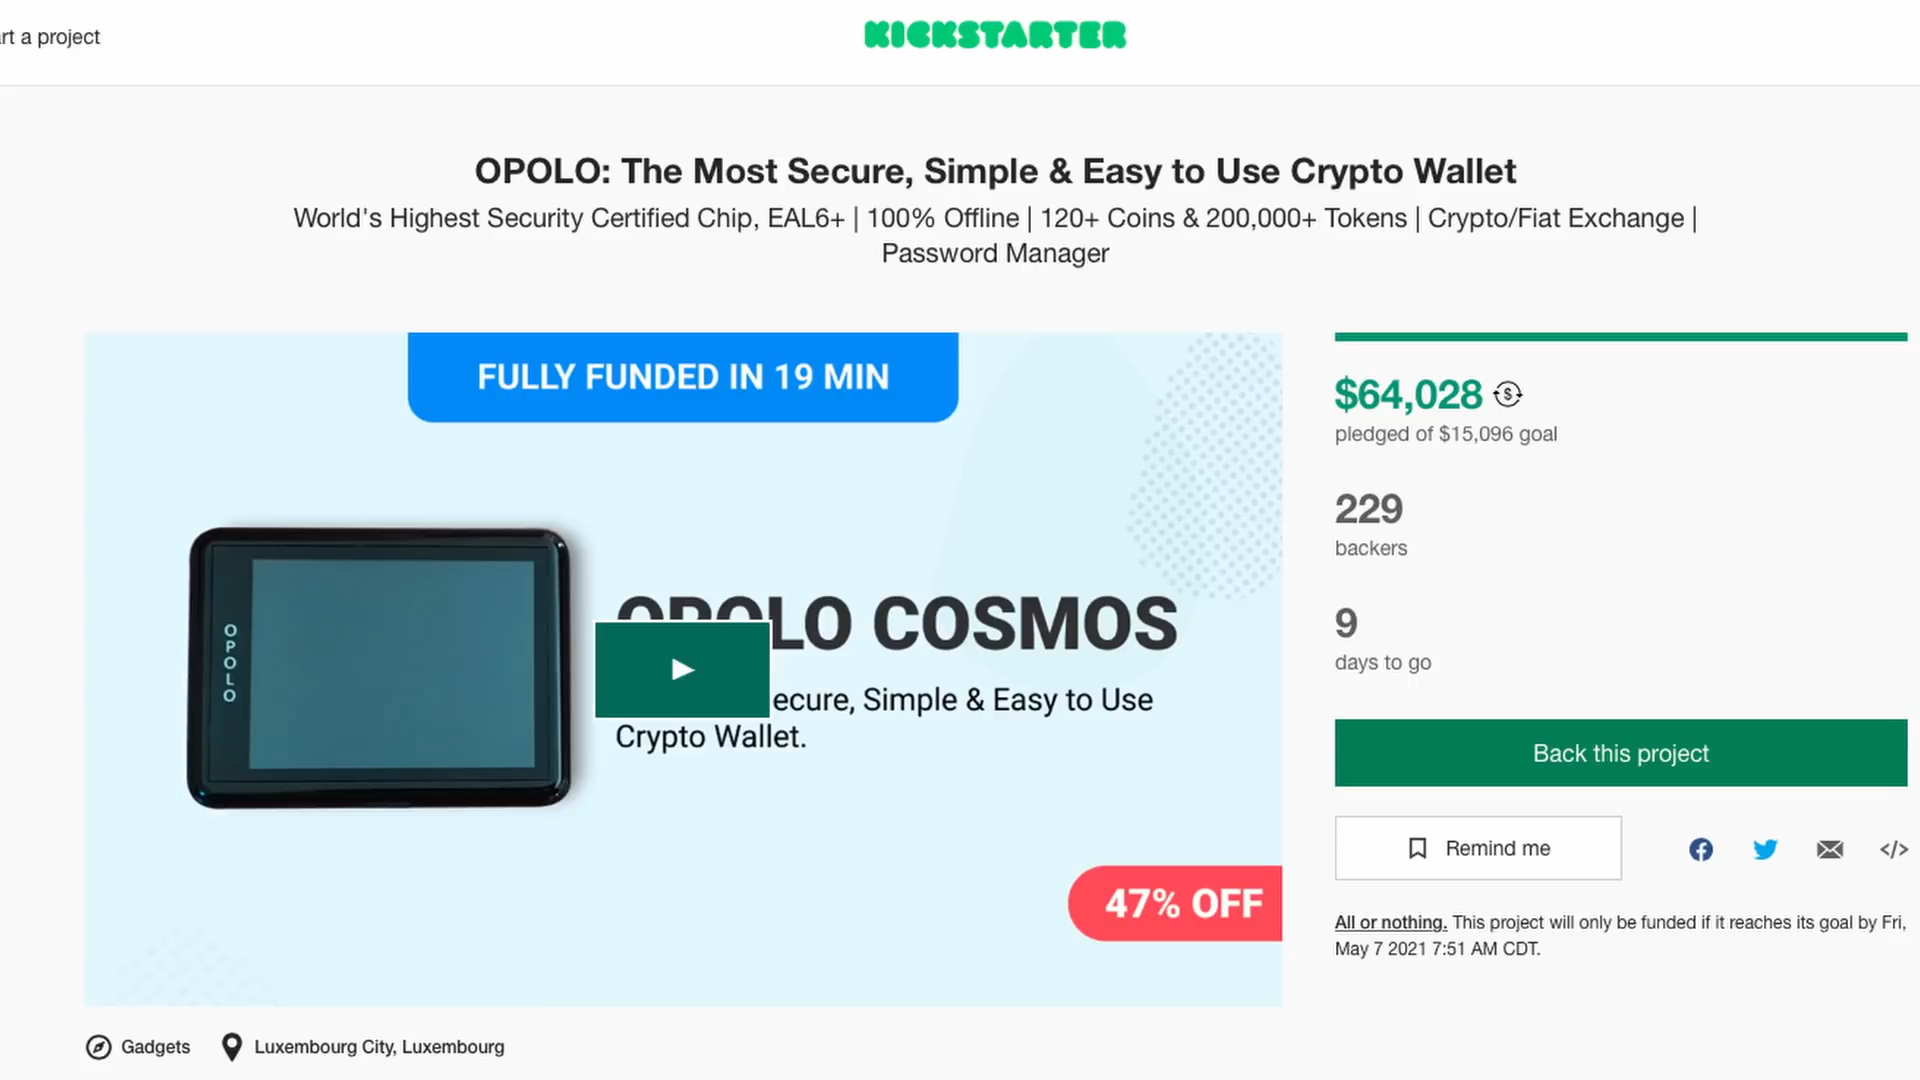 rt a project
KICKSTARTER
OPOLO: The Most Secure, Simple & Easy to Use Crypto Wallet
World's Highest Security Certified Chip, EAL6+ | 100% Offline | 120+ Coins & 200,000+ Tokens | Crypto/Fiat Exchange |
Password Manager
FULLY FUNDED IN 19 MIN
OPOLO
OPOLO COSMOS
ecure, Simple & Easy to Use
Crypto Wallet.
47% OFF
$64,028
pledged of $15,096 goal
229
backers
9
days to go
Back this project
Remind me
All or nothing. This project will only be funded if it reaches its goal by Fri,
May 7 2021 7:51 AM CDT.
Gadgets
Luxembourg City, Luxembourg